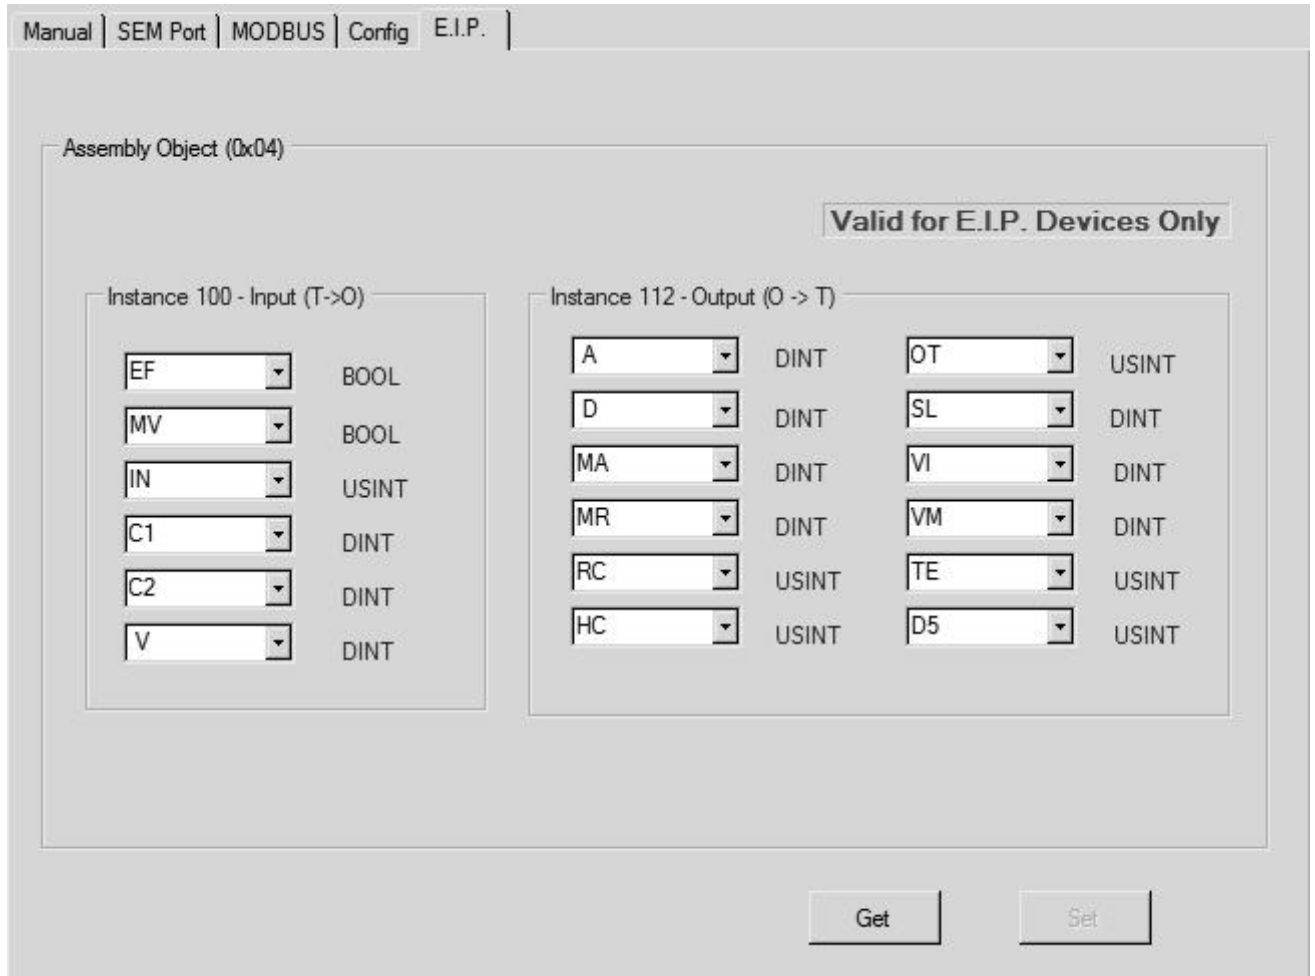 Manual SEM Port MODBUS Config E.I.P.
Assembly Object (0x04)
Valid for E.I.P. Devices Only
Instance 100 - Input (T->O)
EF BOOL
MV BOOL
IN USINT
C1 DINT
C2 DINT
V DINT
Instance 112 - Output (O -> T)
A DINT OT USINT
D DINT SL DINT
MA DINT VI DINT
MR DINT VM DINT
RC USINT TE USINT
HC USINT D5 USINT
Get Set